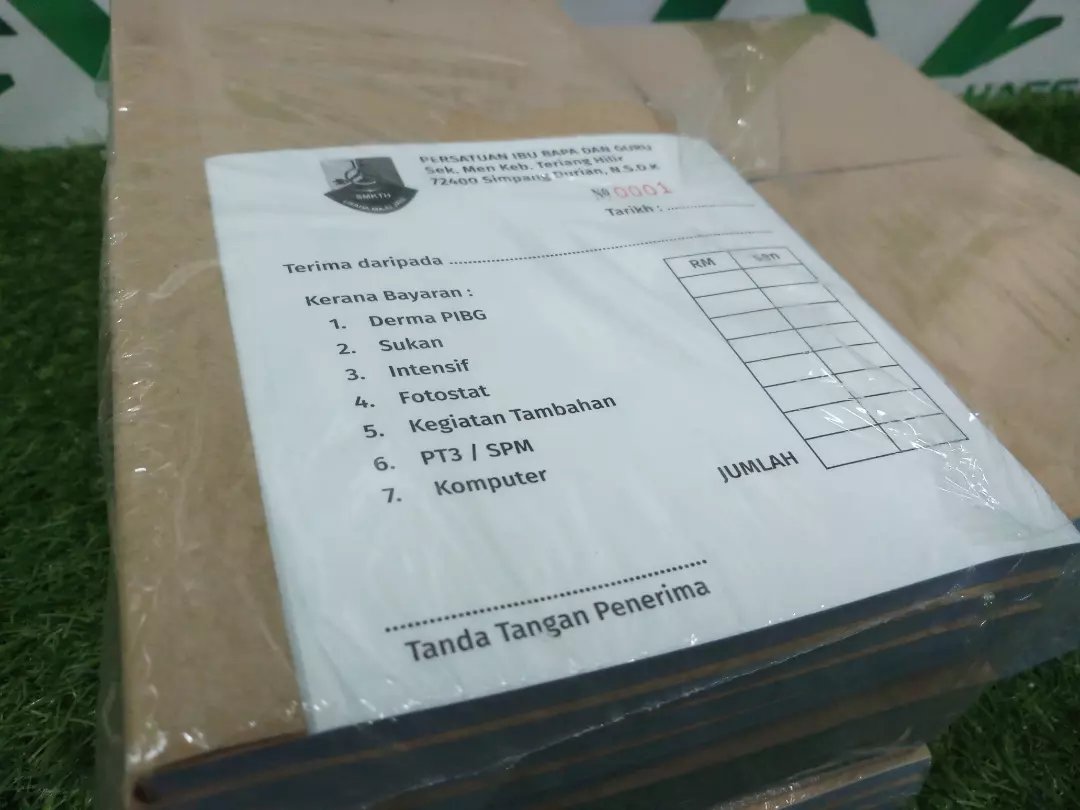 PERSATUAN IBU BAPA DAN GURU
Sek. Men Keb. Teriang Hilir
72400 Simpang Durian, N.S.D.K
SMKTH
No 0001
Tarikh : ....................
Terima daripada ............................................................
RM sen
Kerana Bayaran :
1. Derma PIBG
2. Sukan
3. Intensif
4. Fotostat
5. Kegiatan Tambahan
6. PT3 / SPM
7. Komputer
JUMLAH
........................................
Tanda Tangan Penerima